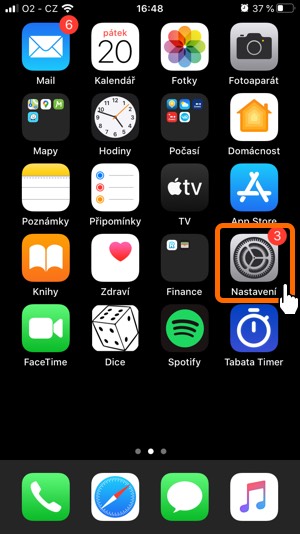 O2 - CZ 16:48 37 %
6
pátek
20
Mail Kalendář Fotky Fotoaparát
Mapy Hodiny Počasí Domácnost
tv
Poznámky Připomínky TV App Store
3
Knihy Zdraví Finance Nastavení
FaceTime Dice Spotify Tabata Timer